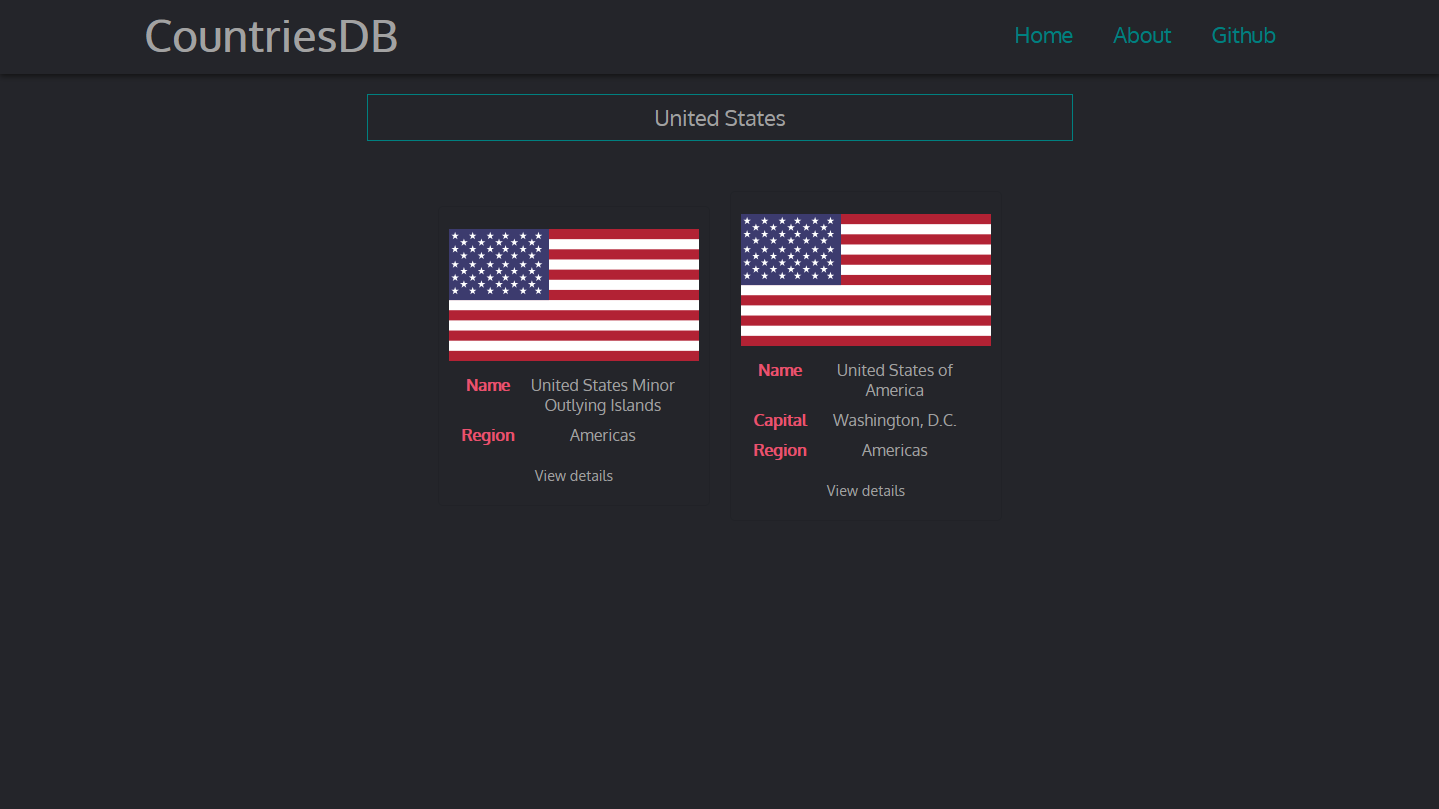 CountriesDB
Home About Github
United States
Name United States Minor
Outlying Islands
Region Americas
View details
Name United States of
America
Capital Washington, D.C.
Region Americas
View details